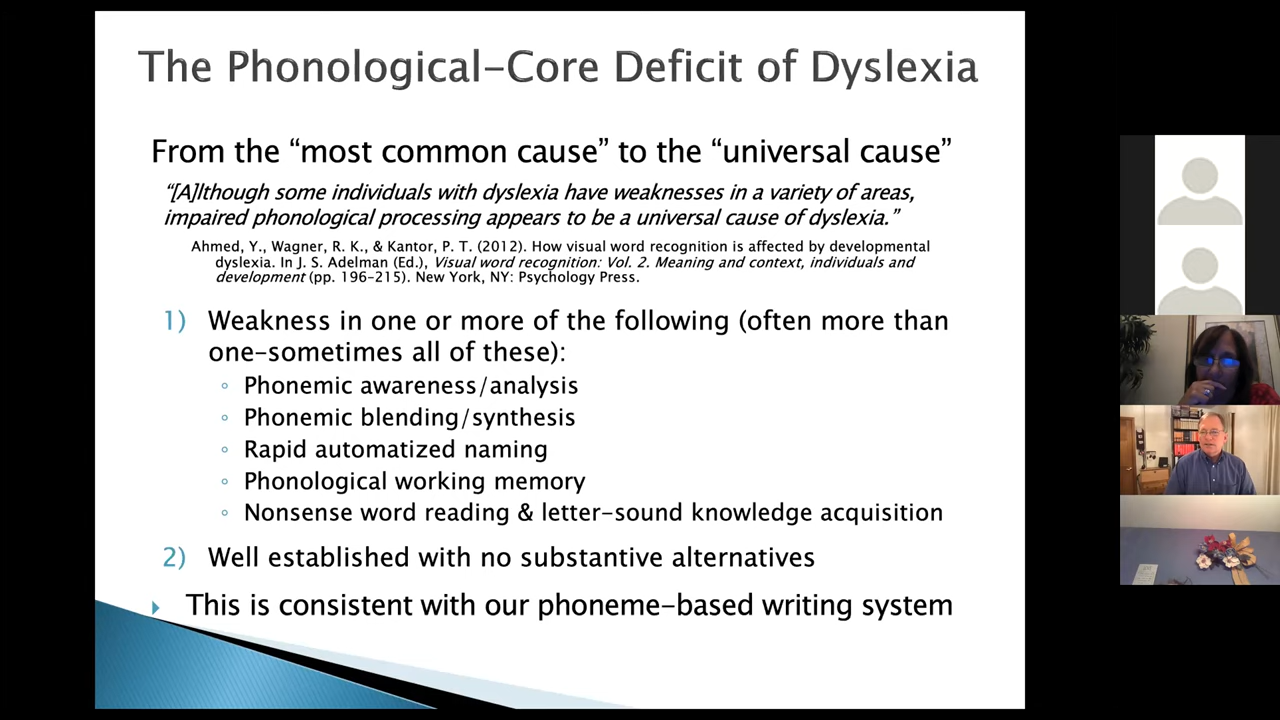 The Phonological-Core Deficit of Dyslexia
From the “most common cause” to the “universal cause”
“[A]lthough some individuals with dyslexia have weaknesses in a variety of areas,
impaired phonological processing appears to be a universal cause of dyslexia.”
Ahmed, Y., Wagner, R. K., & Kantor, P. T. (2012). How visual word recognition is affected by developmental
dyslexia. In J. S. Adelman (Ed.), Visual word recognition: Vol. 2. Meaning and context, individuals and
development (pp. 196–215). New York, NY: Psychology Press.
1) Weakness in one or more of the following (often more than
one–sometimes all of these):
◦ Phonemic awareness/analysis
◦ Phonemic blending/synthesis
◦ Rapid automatized naming
◦ Phonological working memory
◦ Nonsense word reading & letter-sound knowledge acquisition
2) Well established with no substantive alternatives
This is consistent with our phoneme-based writing system